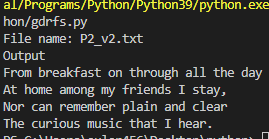 al/Programs/Python/Python39/python.exe
hon/gdrfs.py
File name: P2_v2.txt
Output
From breakfast on through all the day
At home among my friends I stay,
Nor can remember plain and clear
The curious music that I hear.